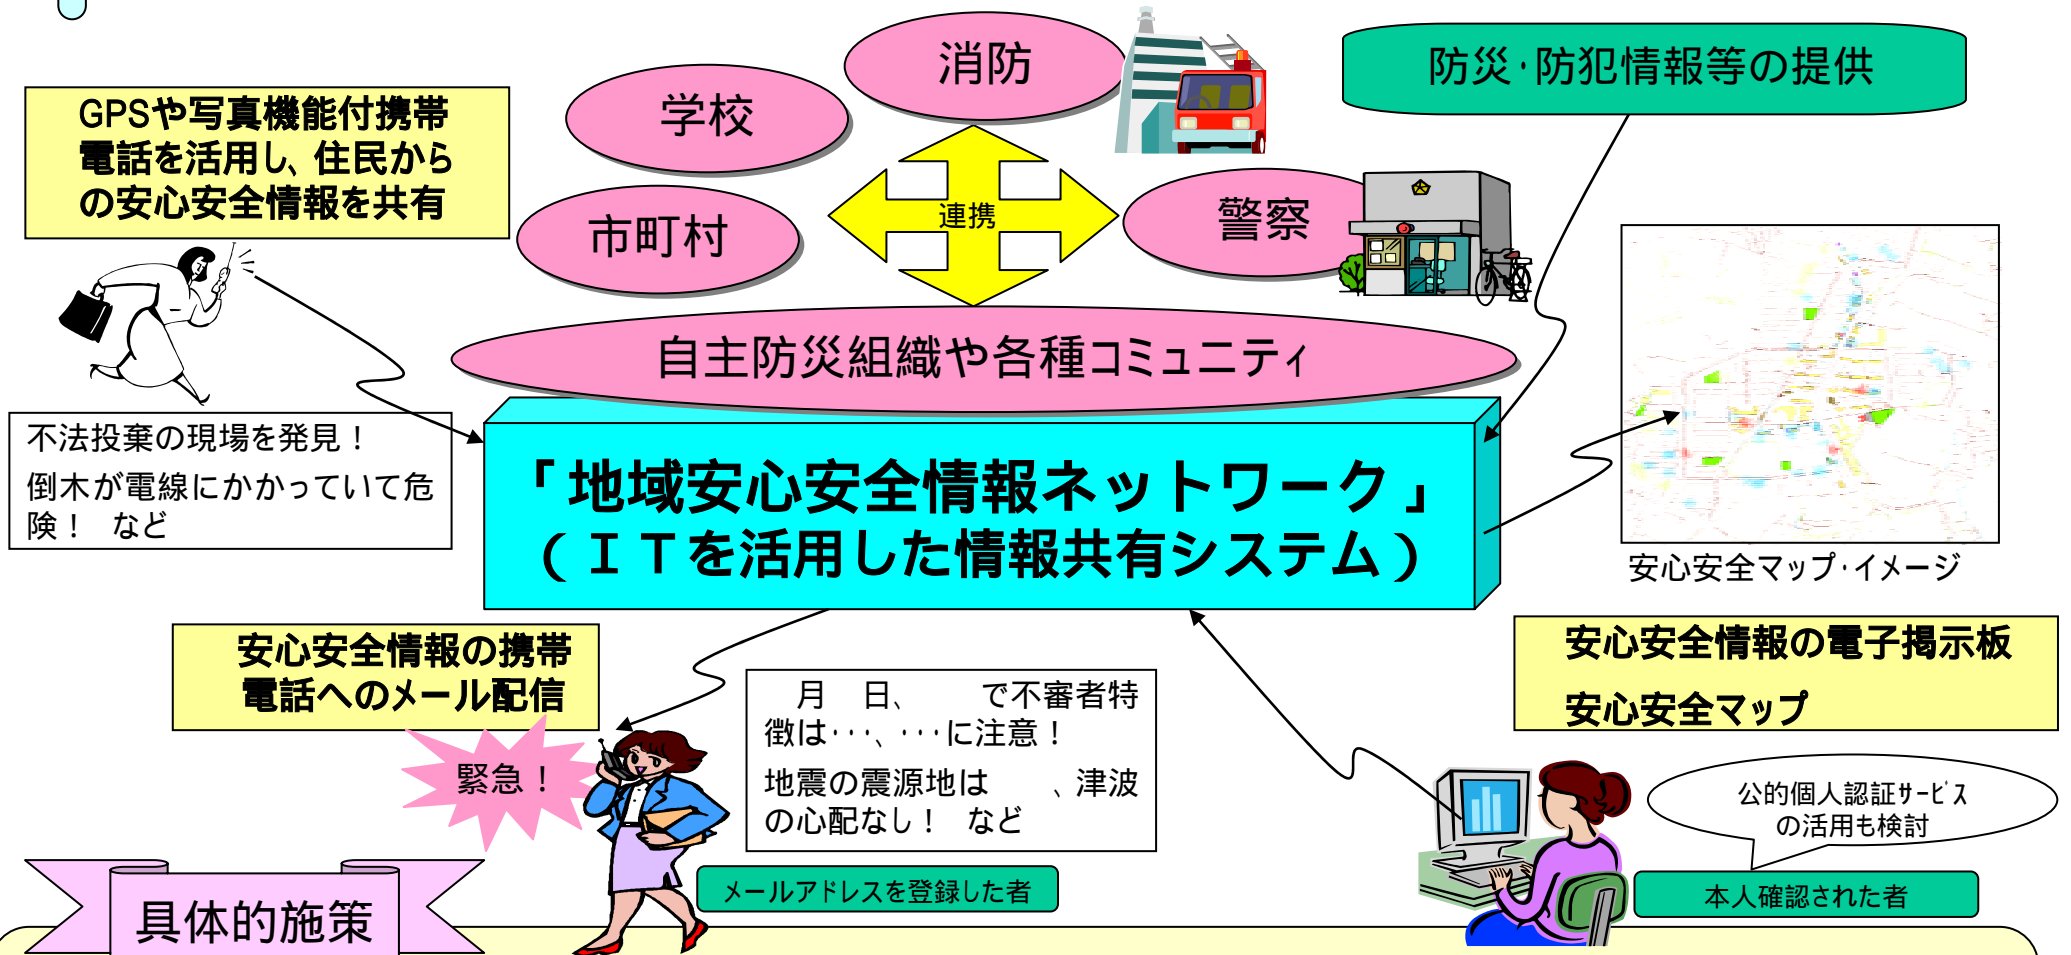 消防
防災・防犯情報等の提供
学校
GPSや写真機能付携帯
電話を活用し、住民から
の安心安全情報を共有
市町村
連携
警察
自主防災組織や各種コミュニティ
不法投棄の現場を発見！
倒木が電線にかかっていて危
険！　など
「地域安心安全情報ネットワーク」
（ＩＴを活用した情報共有システム）
安心安全マップ・イメージ
安心安全情報の携帯
電話へのメール配信
緊急！
　月　日、　　で不審者特
徴は・・・、・・・に注意！
地震の震源地は　　、津波
の心配なし！　など
メールアドレスを登録した者
安心安全情報の電子掲示板
安心安全マップ
公的個人認証ｻｰﾋﾞｽ
の活用も検討
本人確認された者
具体的施策